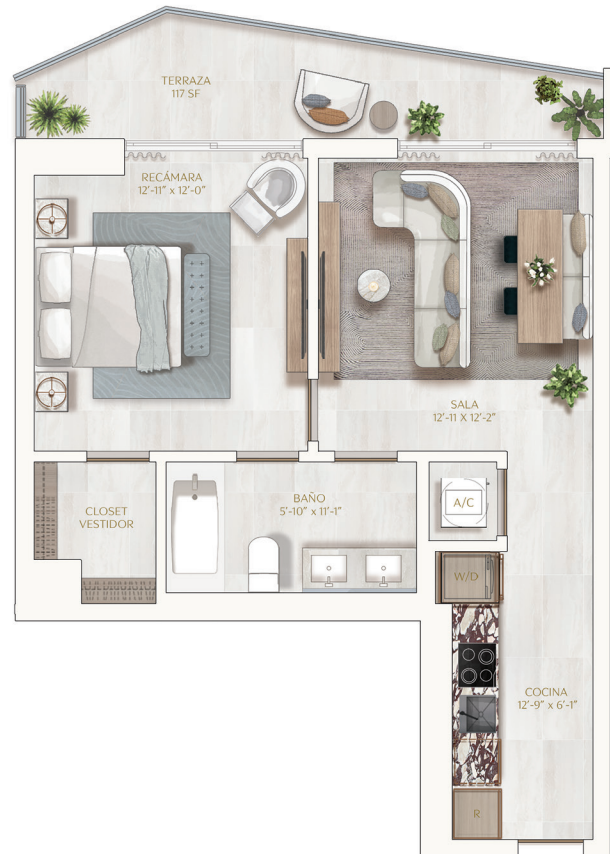 TERRAZA
117 SF
RECÁMARA
12'-11" x 12'-0"
SALA
12'-11 X 12'-2"
CLOSET
VESTIDOR
BAÑO
5'-10" x 11'-1"
A/C
W/D
COCINA
12'-9" x 6'-1"
R